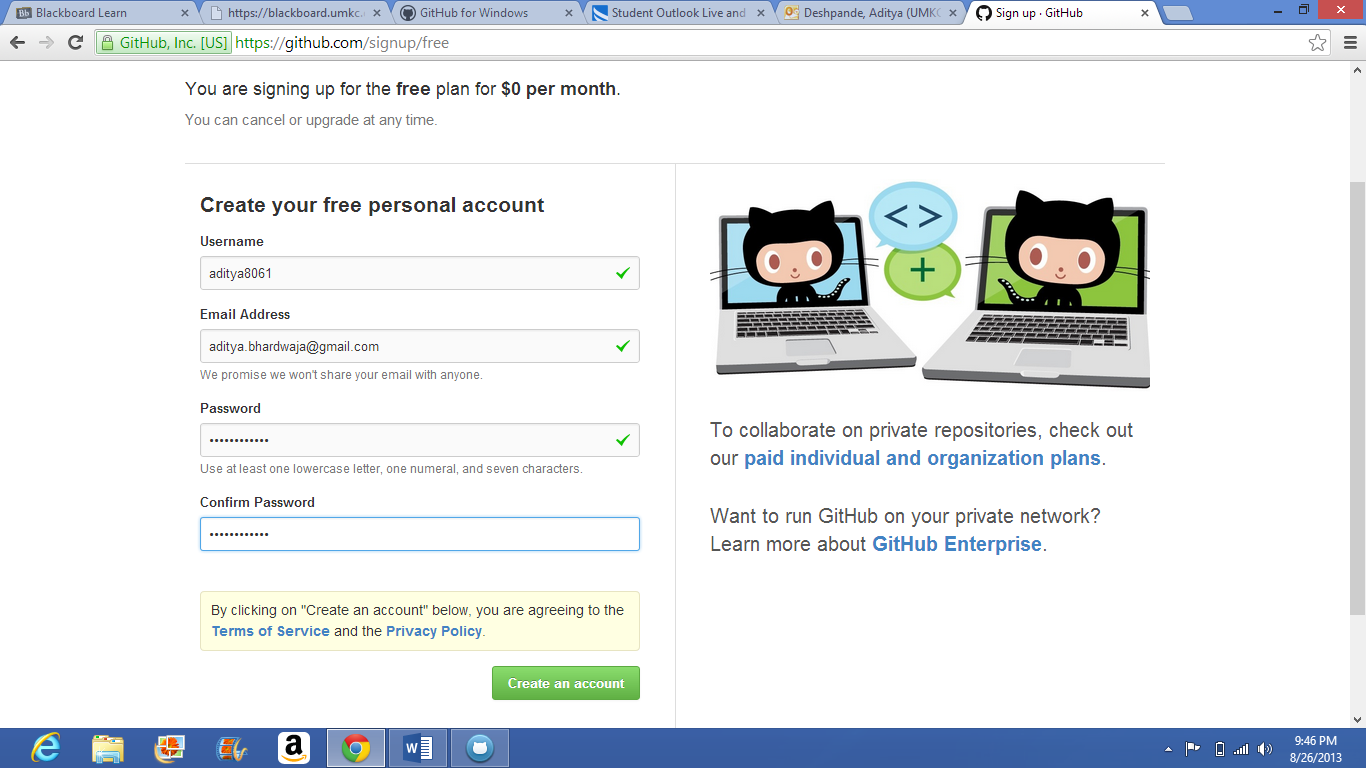 Blackboard Learn
https://blackboard.umkc.
GitHub for Windows
Student Outlook Live and
Deshpande, Aditya (UMKC
Sign up · GitHub
GitHub, Inc. [US] https://github.com/signup/free
You are signing up for the free plan for $0 per month.
You can cancel or upgrade at any time.
Create your free personal account
Username
aditya8061
Email Address
aditya.bhardwaja@gmail.com
We promise we won't share your email with anyone.
Password
••••••••••••
Use at least one lowercase letter, one numeral, and seven characters.
Confirm Password
••••••••••••
By clicking on "Create an account" below, you are agreeing to the
Terms of Service and the Privacy Policy.
Create an account
< >
+
To collaborate on private repositories, check out
our paid individual and organization plans.
Want to run GitHub on your private network?
Learn more about GitHub Enterprise.
9:46 PM
8/26/2013